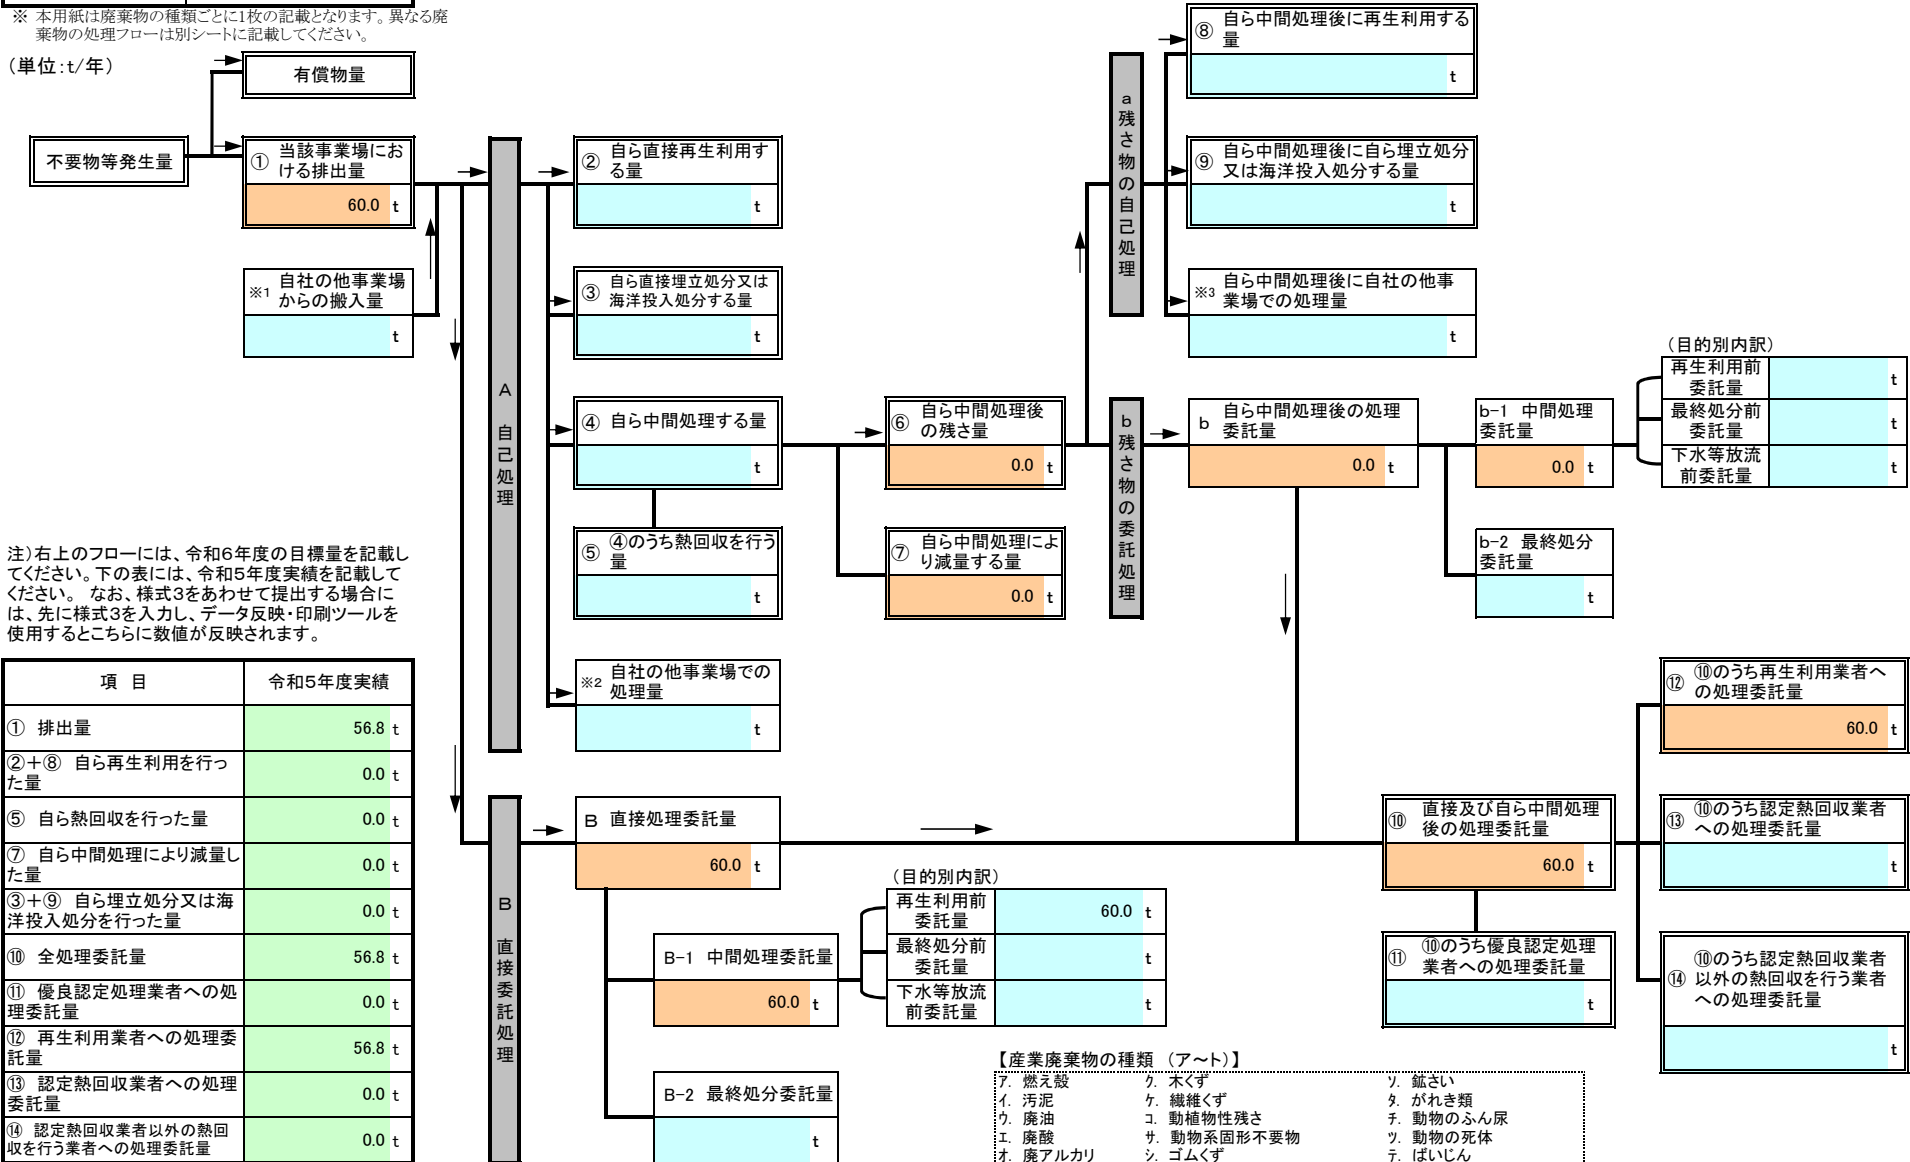 ※ 本用紙は廃棄物の種類ごとに1枚の記載となります。異なる廃
棄物の処理フローは別シートに記載してください。
（単位：t/年）
有償物量
不要物等発生量
① 当該事業場にお
ける排出量
60.0 t
※1 自社の他事業場
からの搬入量
t
A 自己処理
② 自ら直接再生利用す
る量
t
③ 自ら直接埋立処分又は
海洋投入処分する量
t
④ 自ら中間処理する量
t
⑤ ④のうち熱回収を行う
量
t
※2 自社の他事業場での
処理量
t
⑥ 自ら中間処理後
の残さ量
0.0 t
⑦ 自ら中間処理によ
り減量する量
0.0 t
a残さ物の自己処理
⑧ 自ら中間処理後に再生利用する
量
t
⑨ 自ら中間処理後に自ら埋立処分
又は海洋投入処分する量
t
※3 自ら中間処理後に自社の他事
業場での処理量
t
b残さ物の委託処理
b 自ら中間処理後の処理
委託量
0.0 t
b-1 中間処理
委託量
0.0 t
（目的別内訳）
再生利用前
委託量 t
最終処分前
委託量 t
下水等放流
前委託量 t
b-2 最終処分
委託量
t
注）右上のフローには、令和6年度の目標量を記載し
てください。下の表には、令和5年度実績を記載して
ください。 なお、様式3をあわせて提出する場合に
は、先に様式3を入力し、データ反映・印刷ツールを
使用するとこちらに数値が反映されます。
項 目 令和5年度実績
① 排出量 56.8 t
②＋⑧ 自ら再生利用を行っ
た量 0.0 t
⑤ 自ら熱回収を行った量 0.0 t
⑦ 自ら中間処理により減量し
た量 0.0 t
③＋⑨ 自ら埋立処分又は海
洋投入処分を行った量 0.0 t
⑩ 全処理委託量 56.8 t
⑪ 優良認定処理業者への処
理委託量 0.0 t
⑫ 再生利用業者への処理委
託量 56.8 t
⑬ 認定熱回収業者への処理
委託量 0.0 t
⑭ 認定熱回収業者以外の熱回
収を行う業者への処理委託量 0.0 t
B 直接委託処理
B 直接処理委託量
60.0 t
B-1 中間処理委託量
60.0 t
B-2 最終処分委託量
t
（目的別内訳）
再生利用前
委託量 60.0 t
最終処分前
委託量 t
下水等放流
前委託量 t
⑩ 直接及び自ら中間処理
後の処理委託量
60.0 t
⑪ ⑩のうち優良認定処理
業者への処理委託量
t
⑫ ⑩のうち再生利用業者へ
の処理委託量
60.0 t
⑬ ⑩のうち認定熱回収業者
への処理委託量
t
⑭ ⑩のうち認定熱回収業者
以外の熱回収を行う業者
への処理委託量
t
【産業廃棄物の種類 （ア～ト）】
ア. 燃え殻 ク. 木くず ソ. 鉱さい
イ. 汚泥 ケ. 繊維くず タ. がれき類
ウ. 廃油 コ. 動植物性残さ チ. 動物のふん尿
エ. 廃酸 サ. 動物系固形不要物 ツ. 動物の死体
オ. 廃アルカリ シ. ゴムくず テ. ばいじん